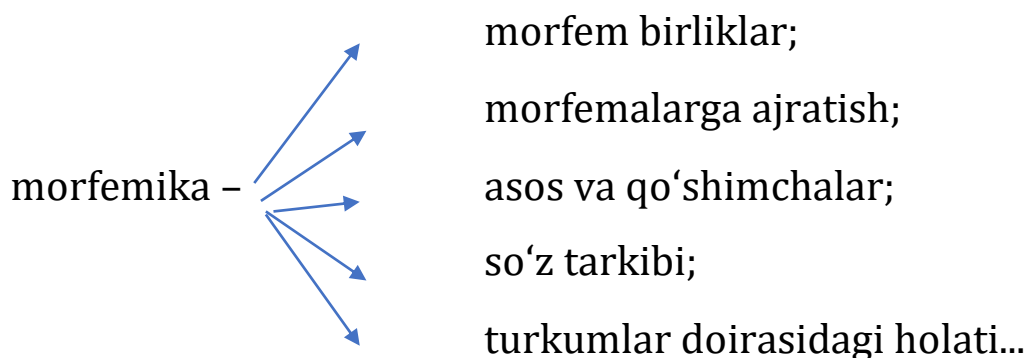 morfem birliklar;
morfemalarga ajratish;
morfemika –
asos va qo‘shimchalar;
so‘z tarkibi;
turkumlar doirasidagi holati...